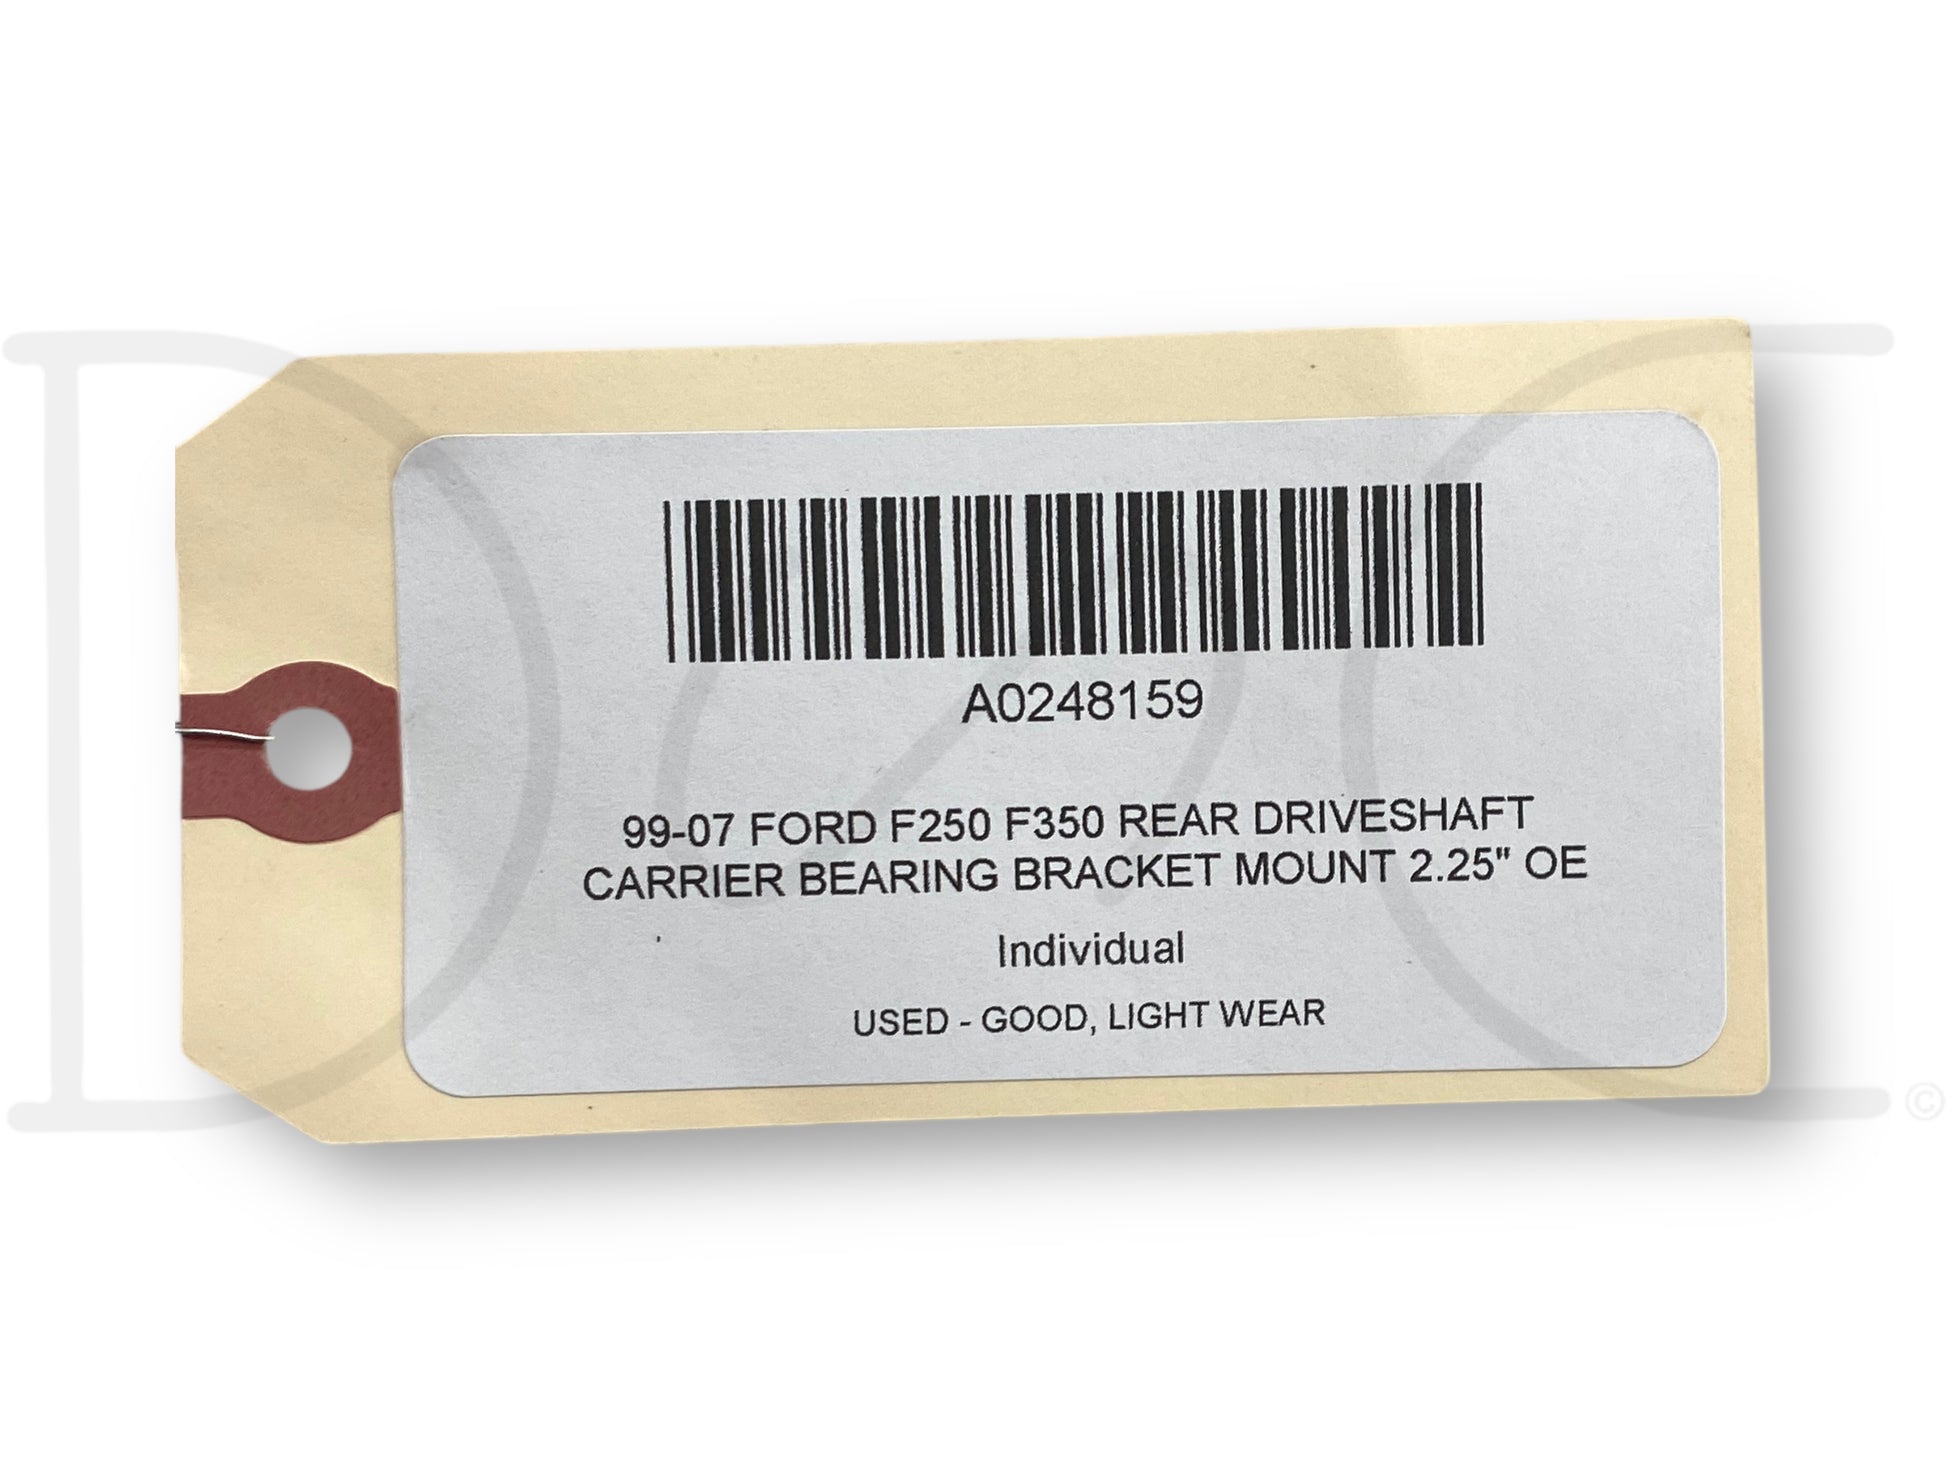 A0248159
99-07 FORD F250 F350 REAR DRIVESHAFT
CARRIER BEARING BRACKET MOUNT 2.25" OE
Individual
USED - GOOD, LIGHT WEAR
©